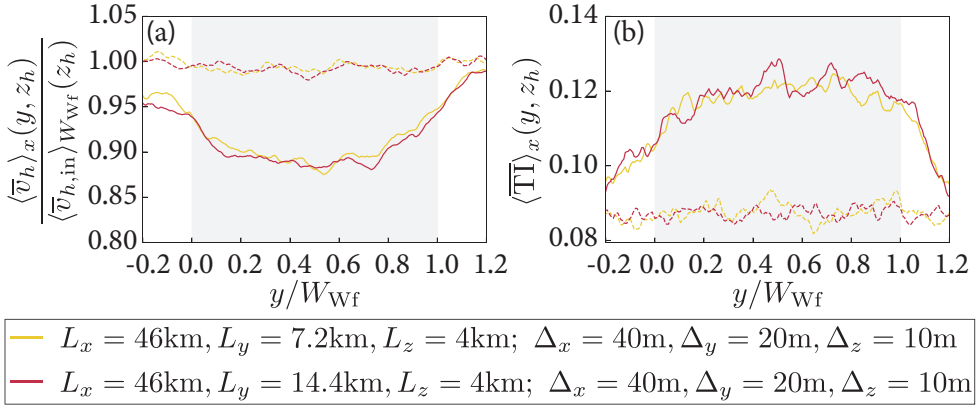 (a)
⟨v̄_h⟩_x(y, z_h)
⟨v̄_{h,in}⟩_{W_Wf}(z_h)
1.05
1.00
0.95
0.90
0.85
0.80
-0.2 0.0 0.2 0.4 0.6 0.8 1.0 1.2
y/W_Wf
(b)
⟨T̅I̅⟩_x(y, z_h)
0.14
0.12
0.10
0.08
-0.2 0.0 0.2 0.4 0.6 0.8 1.0 1.2
y/W_Wf
L_x = 46km, L_y = 7.2km, L_z = 4km; Δ_x = 40m, Δ_y = 20m, Δ_z = 10m
L_x = 46km, L_y = 14.4km, L_z = 4km; Δ_x = 40m, Δ_y = 20m, Δ_z = 10m